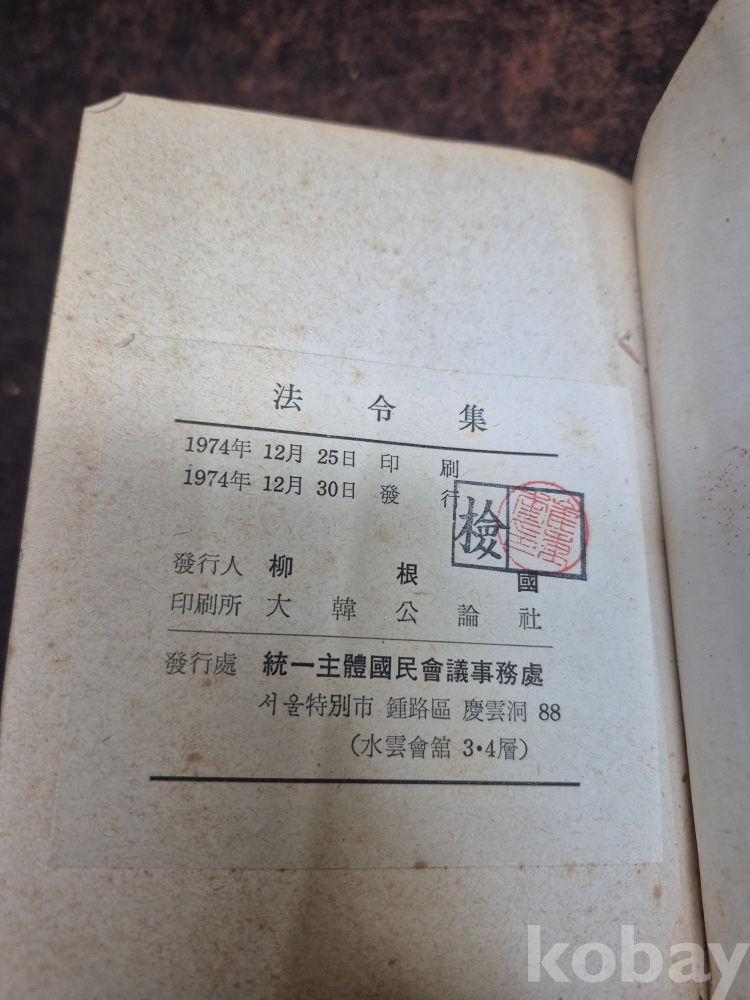 法令集
1974年 12月 25日 印刷
1974年 12月 30日 發行
檢
發行人 柳根國
印刷所 大韓公論社
發行處 統一主體國民會議事務處
서울特別市 鍾路區 慶雲洞 88
(水雲會舘 3·4層)
kobay